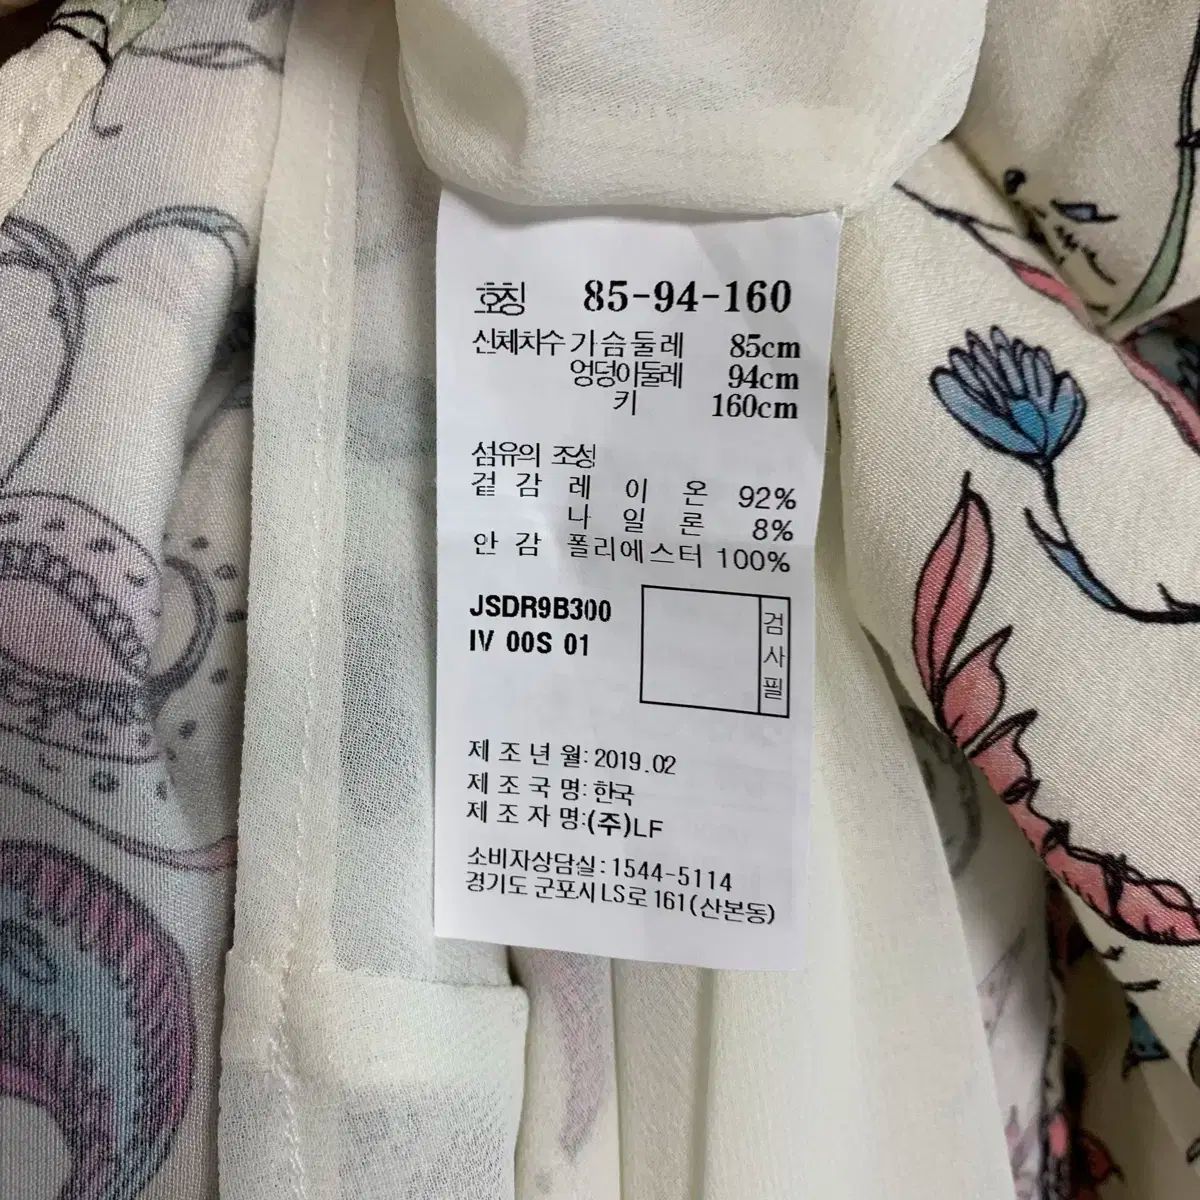 호칭 85-94-160
신체치수 가슴둘레 85cm
엉덩이둘레 94cm
키 160cm
섬유의 조성
겉감 레이온 92%
나일론 8%
안감 폴리에스터 100%
JSDR9B300
IV 00S 01
검사필
제조년월: 2019.02
제조국명: 한국
제조자명:(주)LF
소비자상담실: 1544-5114
경기도 군포시 LS로 161(산본동)